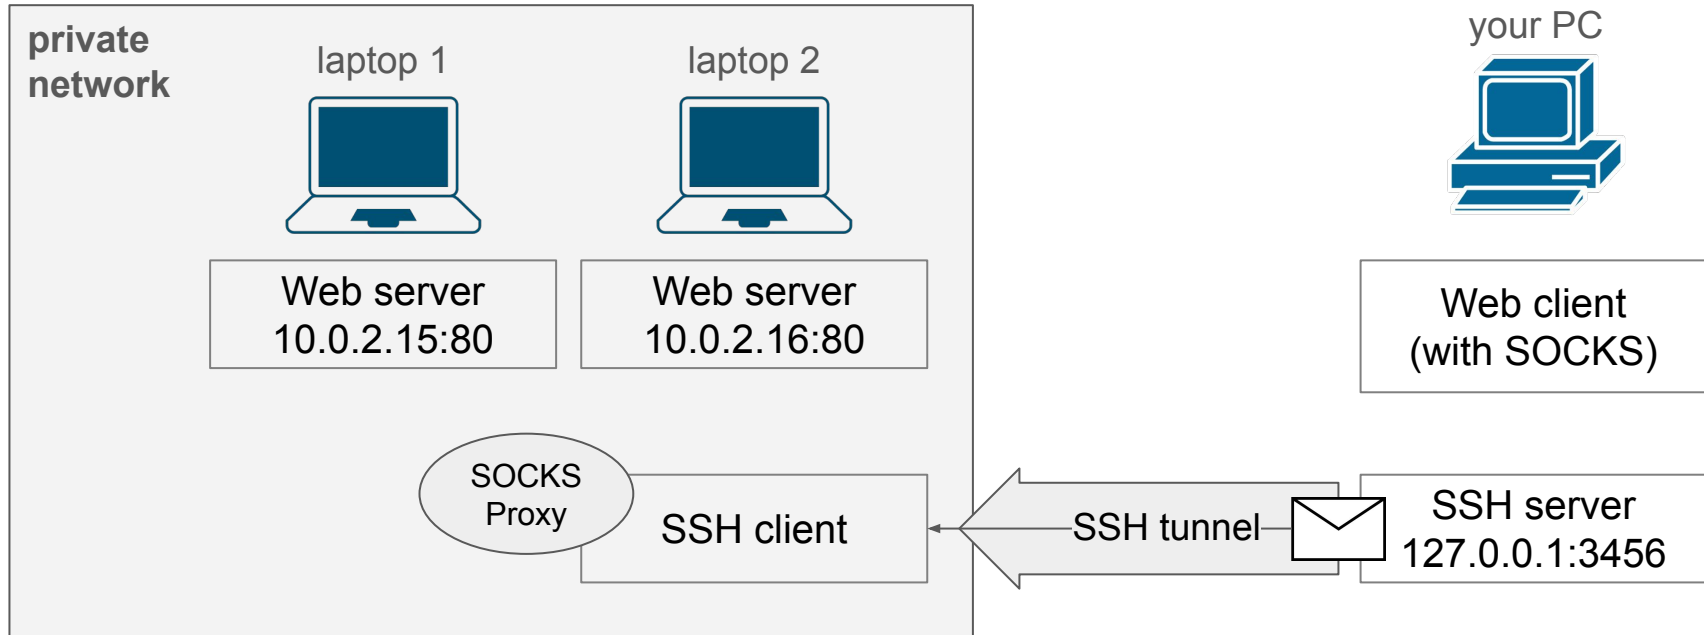 private
network
laptop 1
laptop 2
your PC
Web server
10.0.2.15:80
Web server
10.0.2.16:80
Web client
(with SOCKS)
SOCKS
Proxy
SSH client
SSH tunnel
SSH server
127.0.0.1:3456